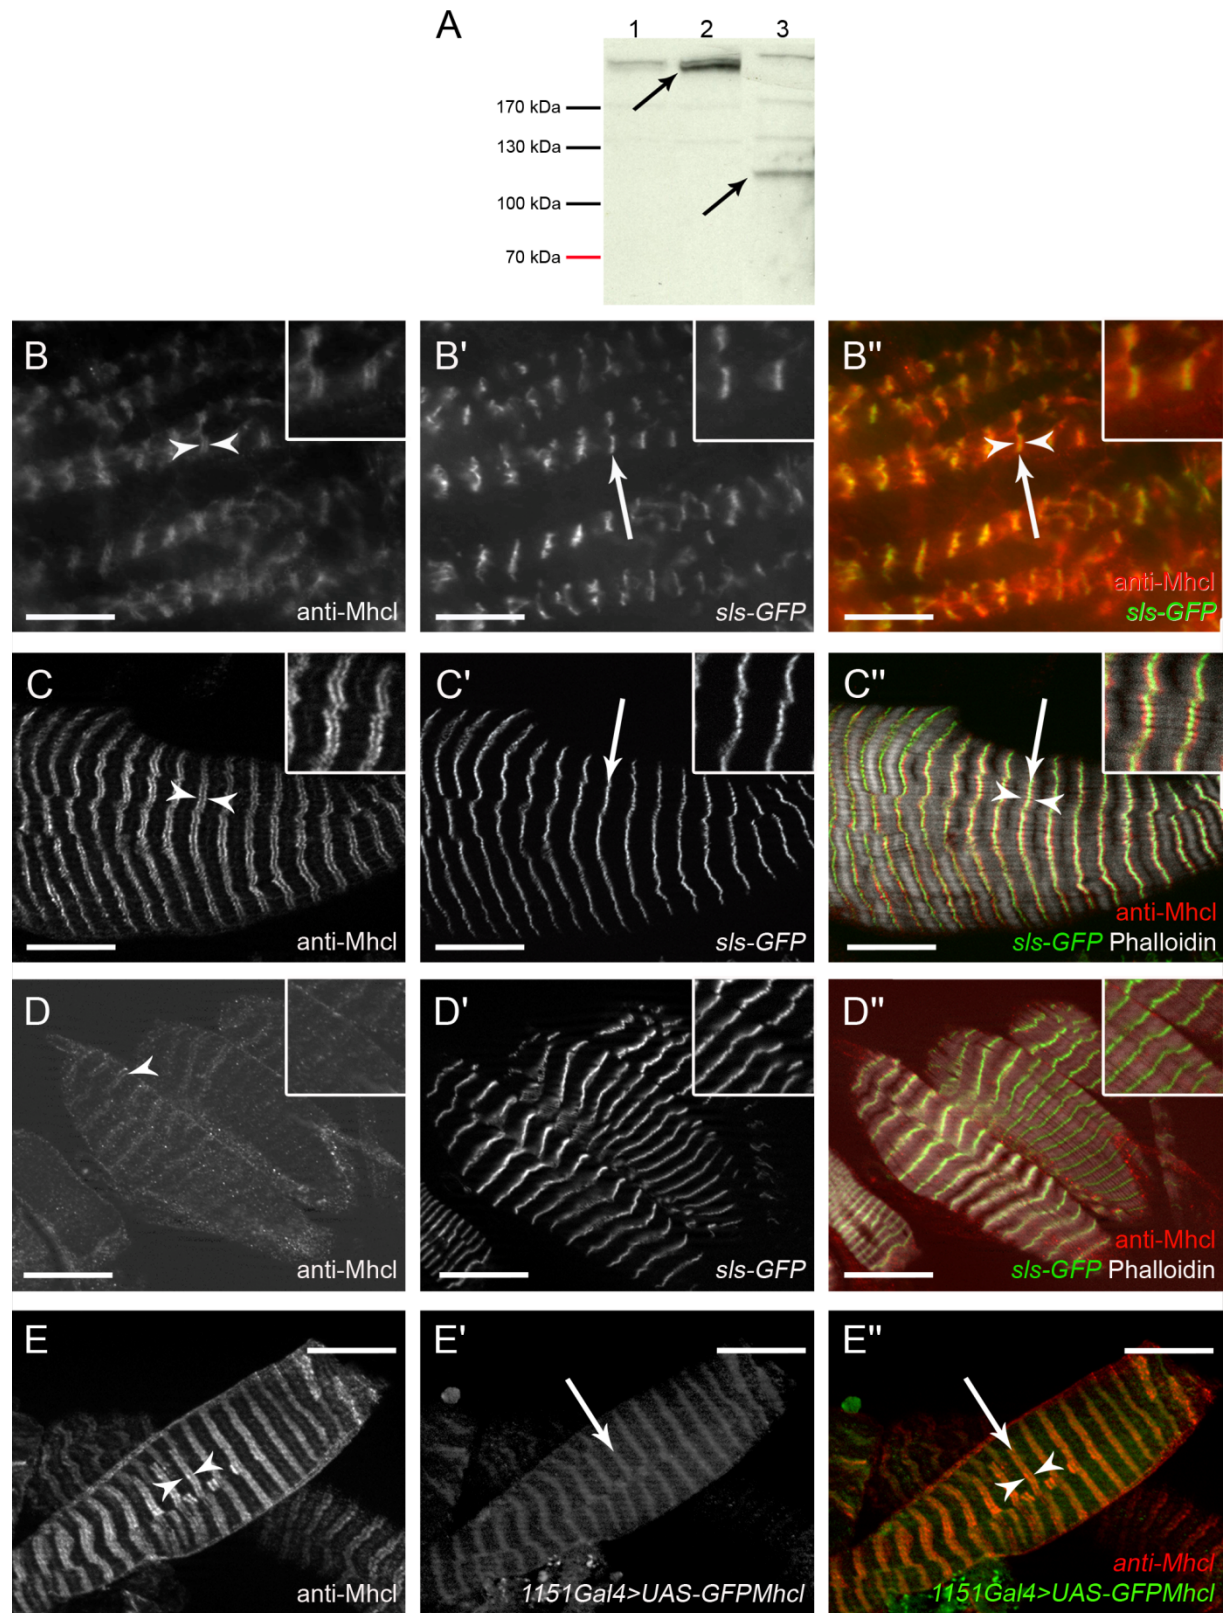 A
1 2 3
170 kDa
130 kDa
100 kDa
70 kDa
B
anti-Mhcl
B'
sls-GFP
B"
anti-Mhcl
sls-GFP
C
anti-Mhcl
C'
sls-GFP
C"
anti-Mhcl
sls-GFP Phalloidin
D
anti-Mhcl
D'
sls-GFP
D"
anti-Mhcl
sls-GFP Phalloidin
E
anti-Mhcl
E'
1151Gal4>UAS-GFPMhcl
E"
anti-Mhcl
1151Gal4>UAS-GFPMhcl